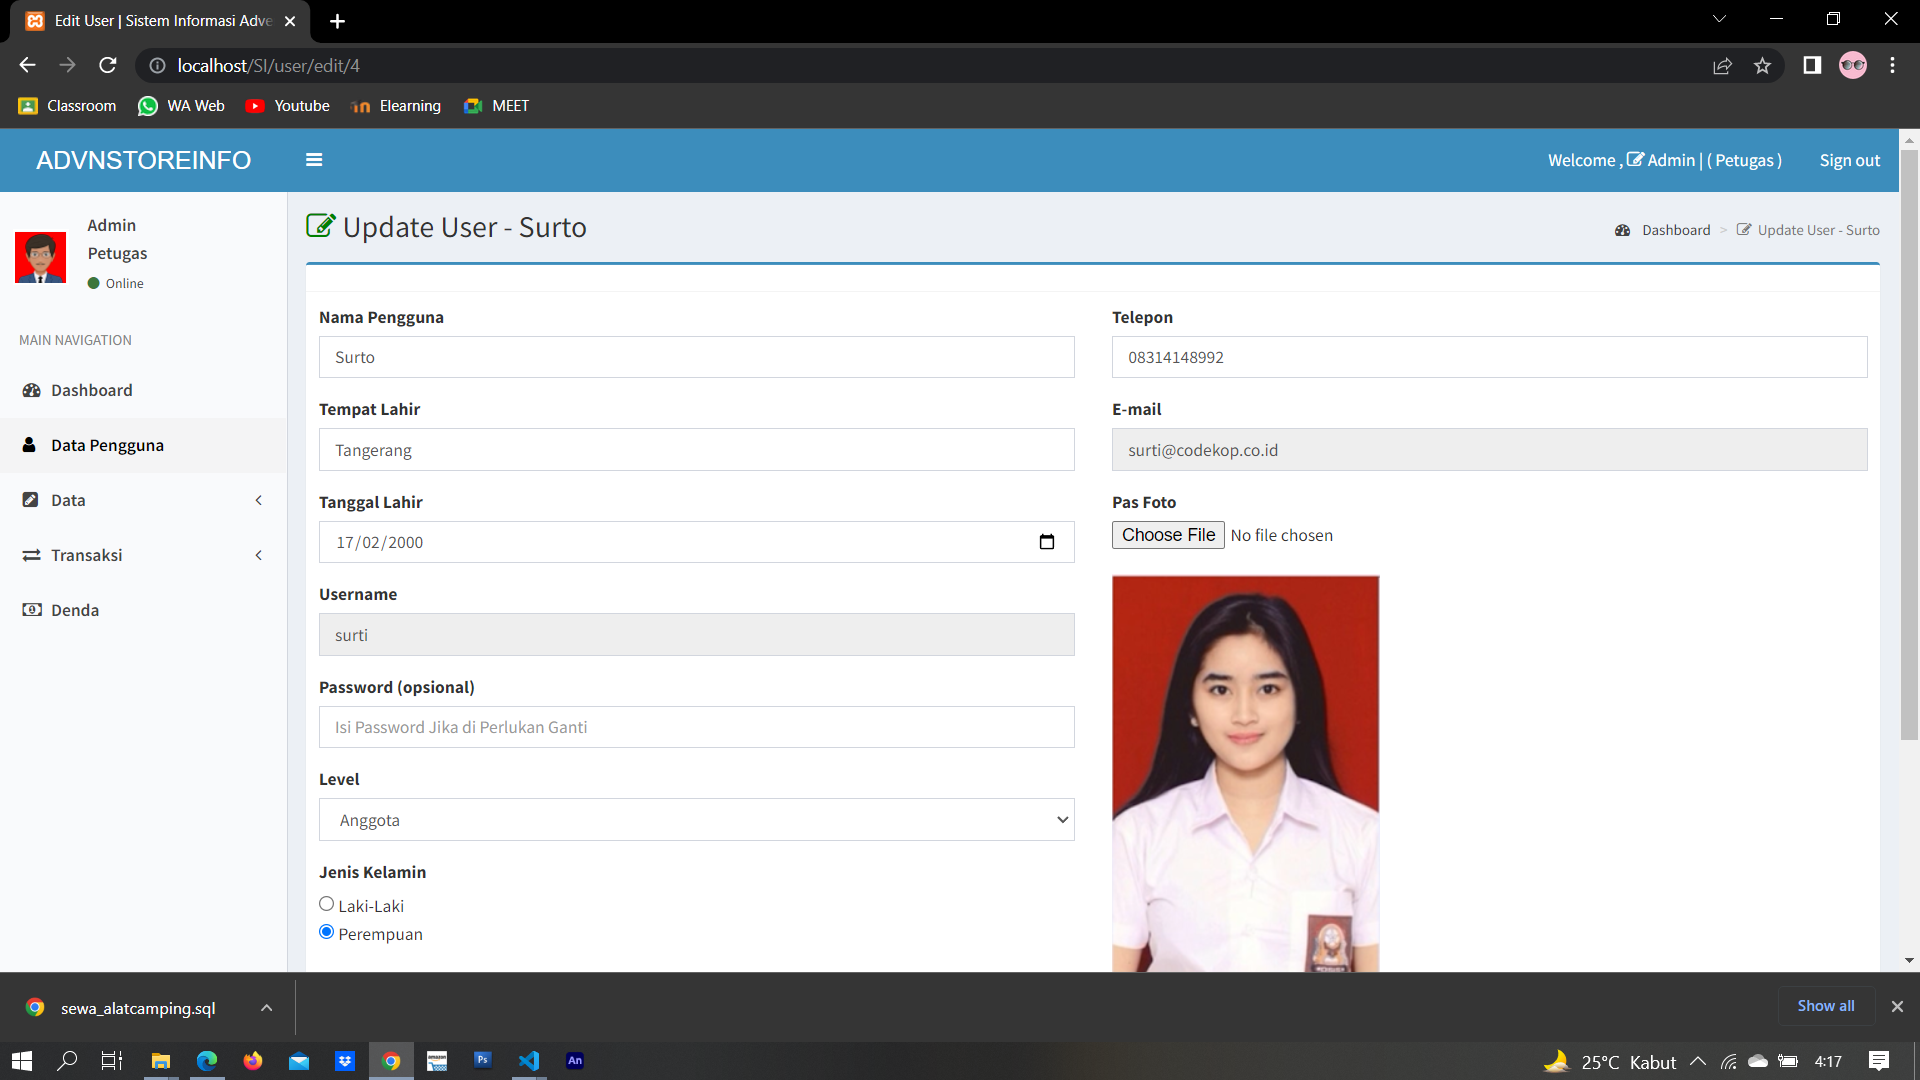 Edit User | Sistem Informasi Adve
localhost/SI/user/edit/4
Classroom
WA Web
Youtube
Elearning
MEET
ADVNSTOREINFO
Welcome , Admin | ( Petugas )
Sign out
Admin
Petugas
Online
MAIN NAVIGATION
Dashboard
Data Pengguna
Data
Transaksi
Denda
Update User - Surto
Dashboard > Update User - Surto
Nama Pengguna
Surto
Tempat Lahir
Tangerang
Tanggal Lahir
17/02/2000
Username
surti
Password (opsional)
Isi Password Jika di Perlukan Ganti
Level
Anggota
Jenis Kelamin
Laki-Laki
Perempuan
Telepon
08314148992
E-mail
surti@codekop.co.id
Pas Foto
Choose File No file chosen
sewa_alatcamping.sql
Show all
Ps
An
25°C Kabut
4:17